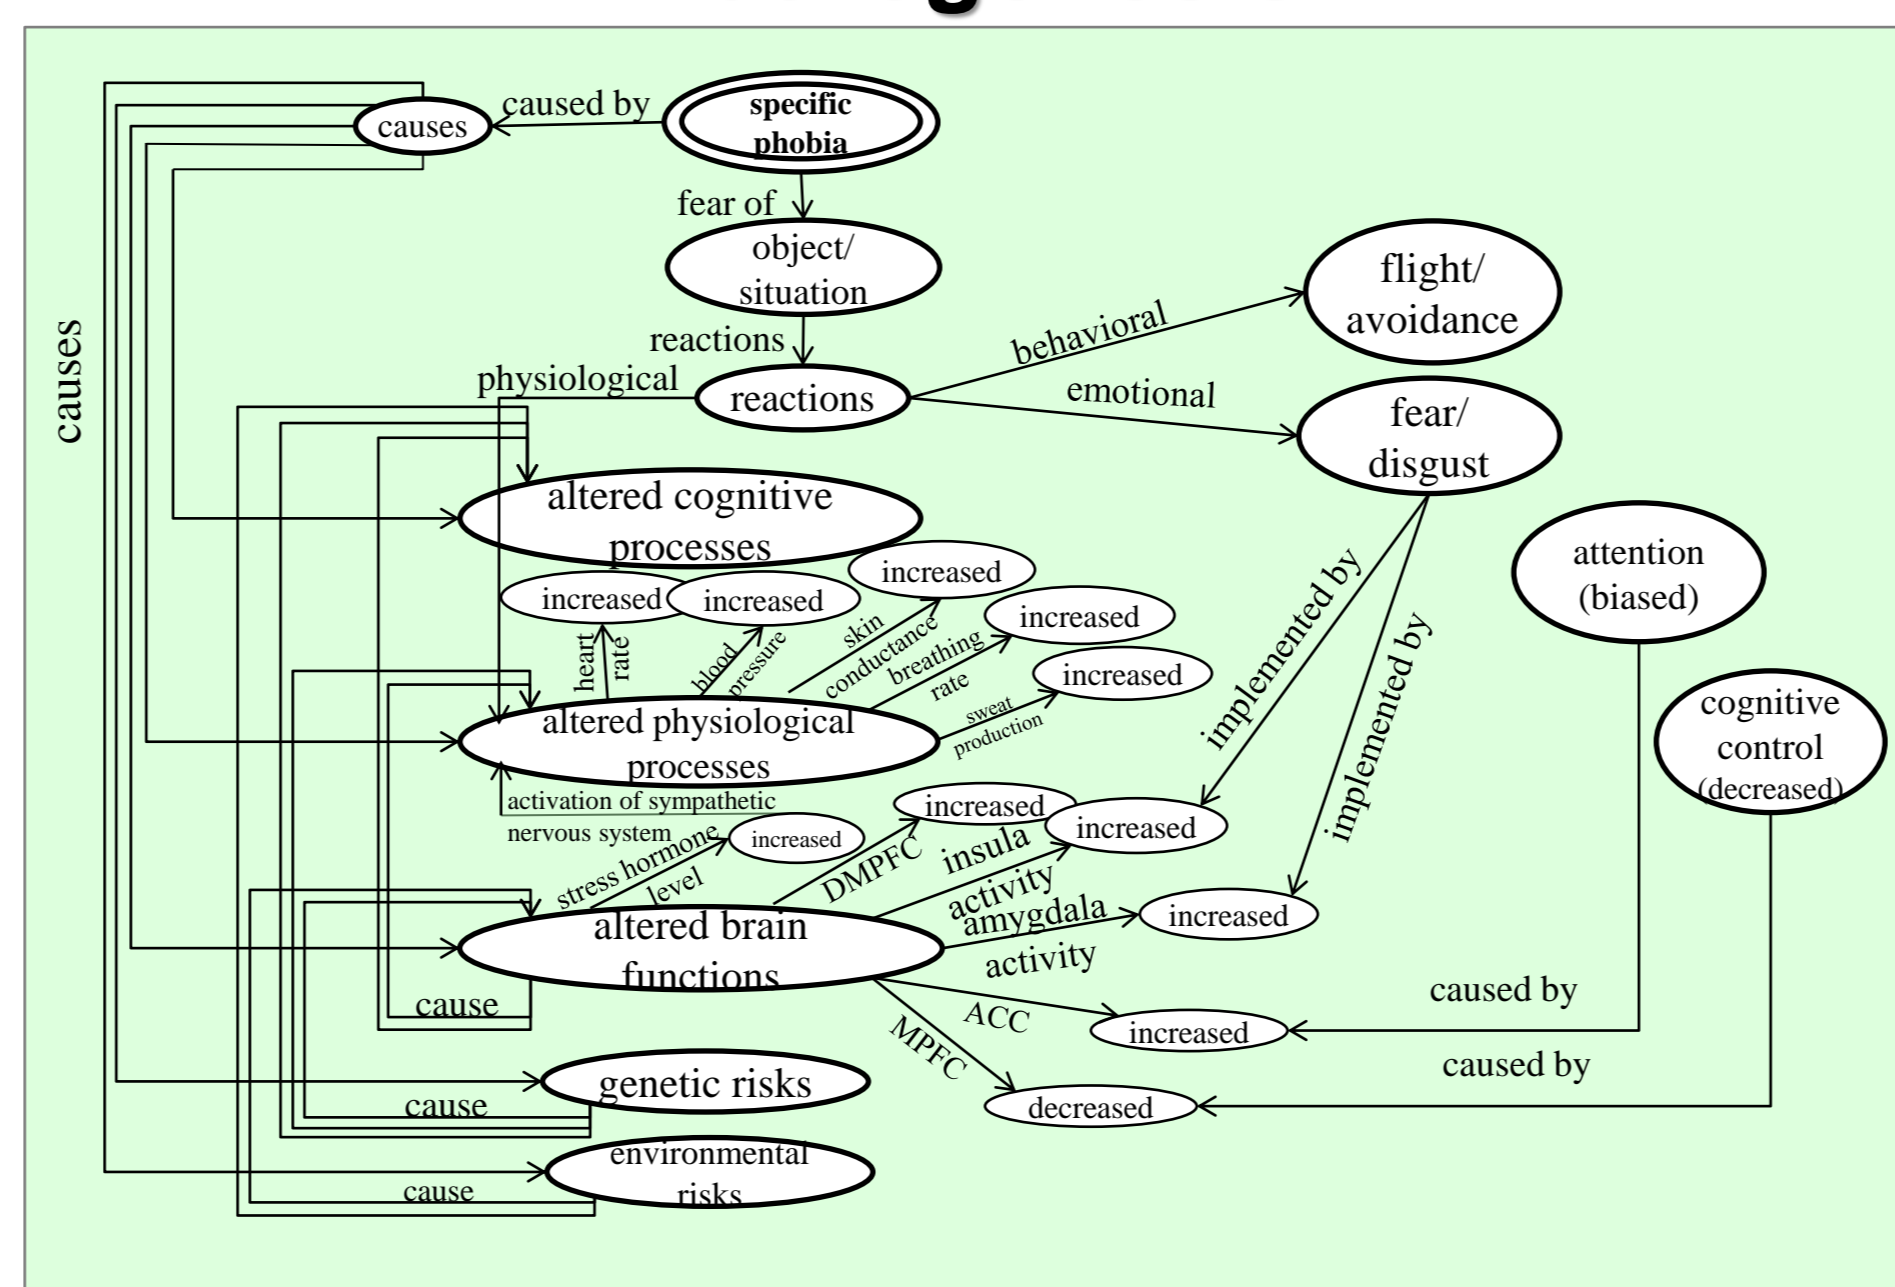 caused by
causes
specific
phobia
fear of
object/
situation
reactions
physiological
reactions
behavioral
flight/
avoidance
emotional
fear/
disgust
causes
altered cognitive
processes
increased
increased
increased
increased
increased
heart
rate
blood
pressure
skin
conductance
breathing
rate
sweat
production
altered physiological
processes
implemented by
implemented by
attention
(biased)
cognitive
control
(decreased)
activation of sympathetic
nervous system
stress hormone
level
increased
DMPFC
increased
insula
activity
increased
amygdala
activity
increased
altered brain
functions
cause
ACC
increased
caused by
MPFC
decreased
caused by
genetic risks
cause
environmental
risks
cause